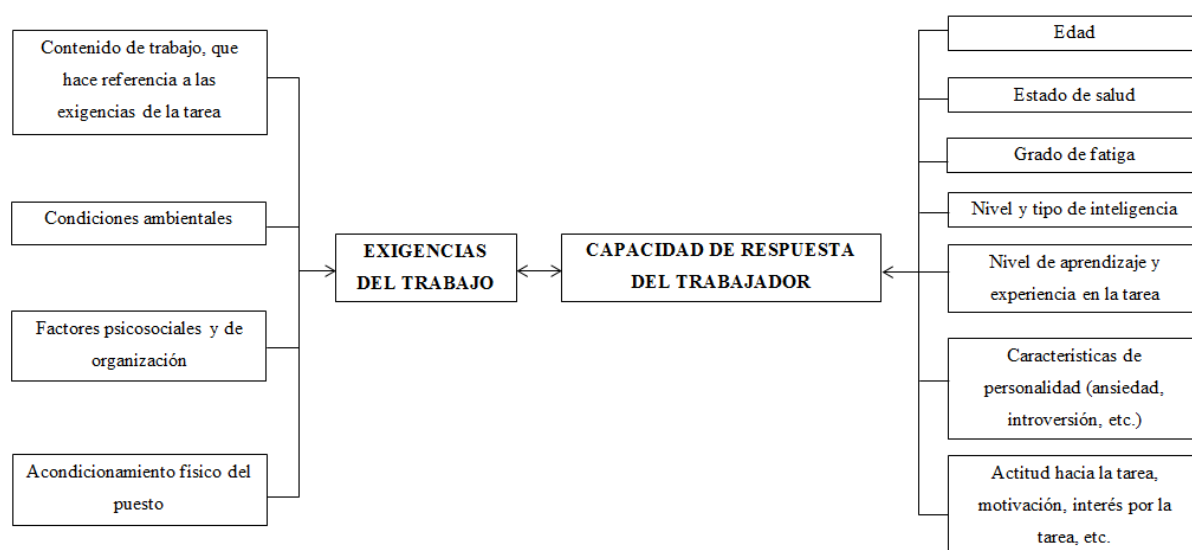 Contenido de trabajo, que
hace referencia a las
exigencias de la tarea
Condiciones ambientales
Factores psicosociales y de
organización
Acondicionamiento físico del
puesto
EXIGENCIAS
DEL TRABAJO
CAPACIDAD DE RESPUESTA
DEL TRABAJADOR
Edad
Estado de salud
Grado de fatiga
Nivel y tipo de inteligencia
Nivel de aprendizaje y
experiencia en la tarea
Características de
personalidad (ansiedad,
introversión, etc.)
Actitud hacia la tarea,
motivación, interés por la
tarea, etc.